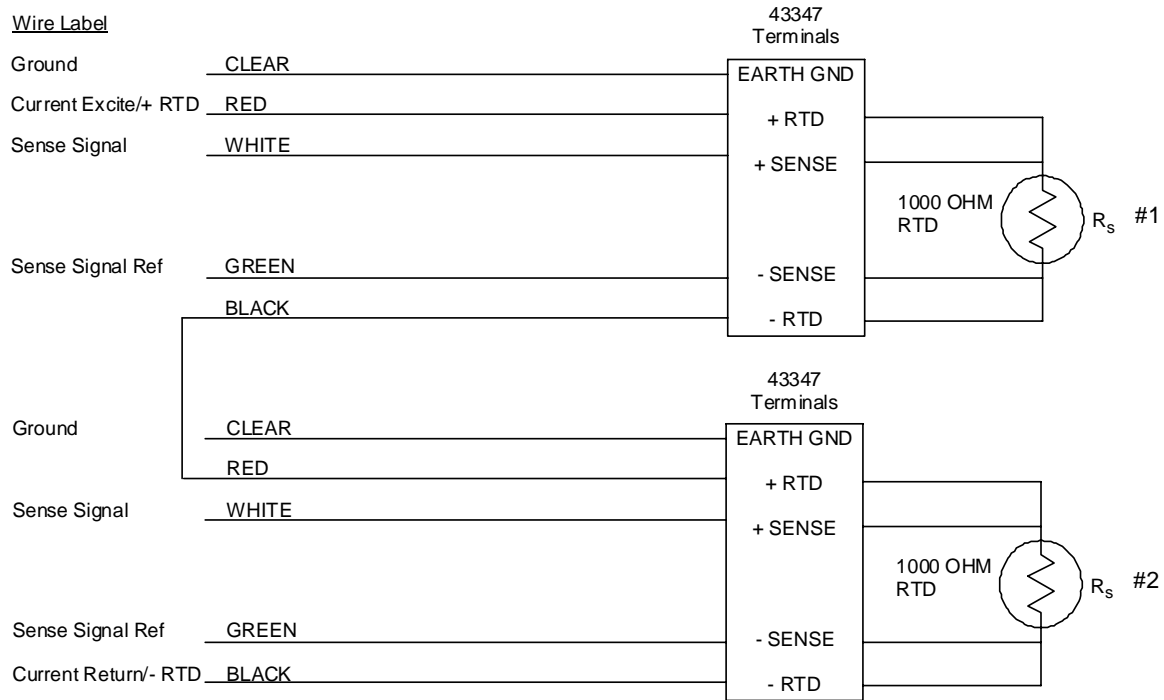 Wire Label
43347
Terminals
Ground CLEAR EARTH GND
Current Excite/+ RTD RED + RTD
Sense Signal WHITE + SENSE
1000 OHM
RTD
Rs #1
Sense Signal Ref GREEN - SENSE
BLACK - RTD
43347
Terminals
Ground CLEAR EARTH GND
RED + RTD
Sense Signal WHITE + SENSE
1000 OHM
RTD
Rs #2
Sense Signal Ref GREEN - SENSE
Current Return/- RTD BLACK - RTD